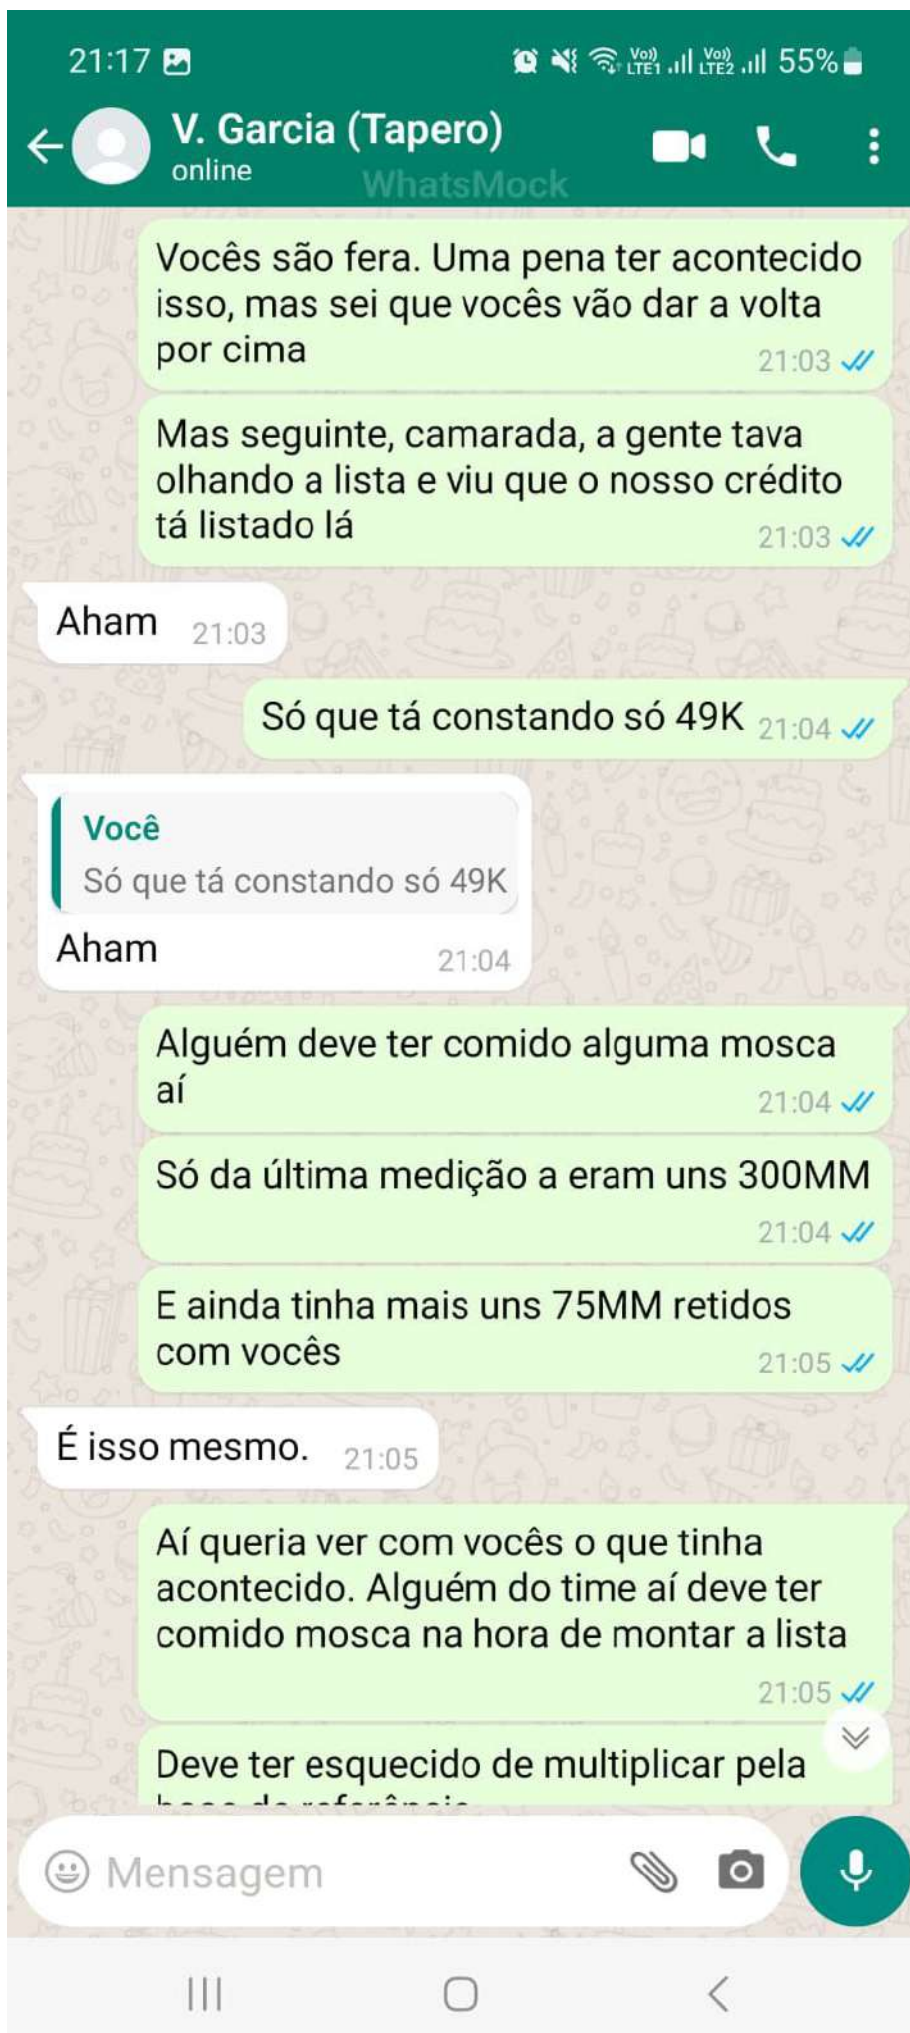 21:17
Vo)) LTE1 Vo)) LTE2 55%
V. Garcia (Tapero)
online
WhatsMock
Vocês são fera. Uma pena ter acontecido
isso, mas sei que vocês vão dar a volta
por cima
21:03
Mas seguinte, camarada, a gente tava
olhando a lista e viu que o nosso crédito
tá listado lá
21:03
Aham 21:03
Só que tá constando só 49K 21:04
Você
Só que tá constando só 49K
Aham 21:04
Alguém deve ter comido alguma mosca
aí
21:04
Só da última medição a eram uns 300MM
21:04
E ainda tinha mais uns 75MM retidos
com vocês
21:05
É isso mesmo. 21:05
Aí queria ver com vocês o que tinha
acontecido. Alguém do time aí deve ter
comido mosca na hora de montar a lista
21:05
Deve ter esquecido de multiplicar pela
Mensagem